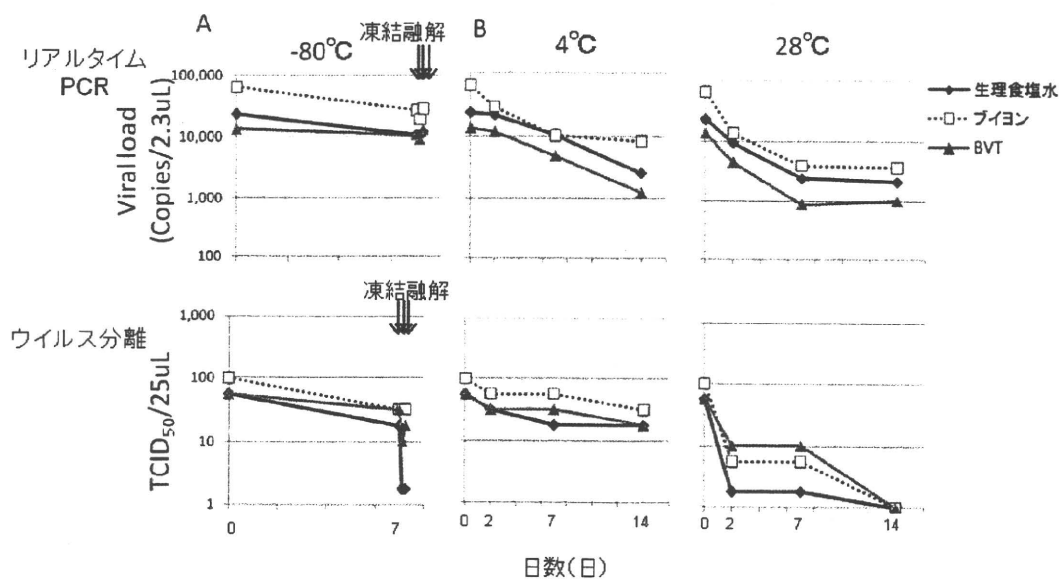 A
-80°C
凍結融解
B
4°C
28°C
リアルタイム
PCR
Viral load
(Copies/2.3uL)
100,000
10,000
1,000
100
生理食塩水
ブイヨン
BVT
凍結融解
ウイルス分離
TCID50/25uL
1,000
100
10
1
0
7
0
2
7
14
0
2
7
14
日数(日)